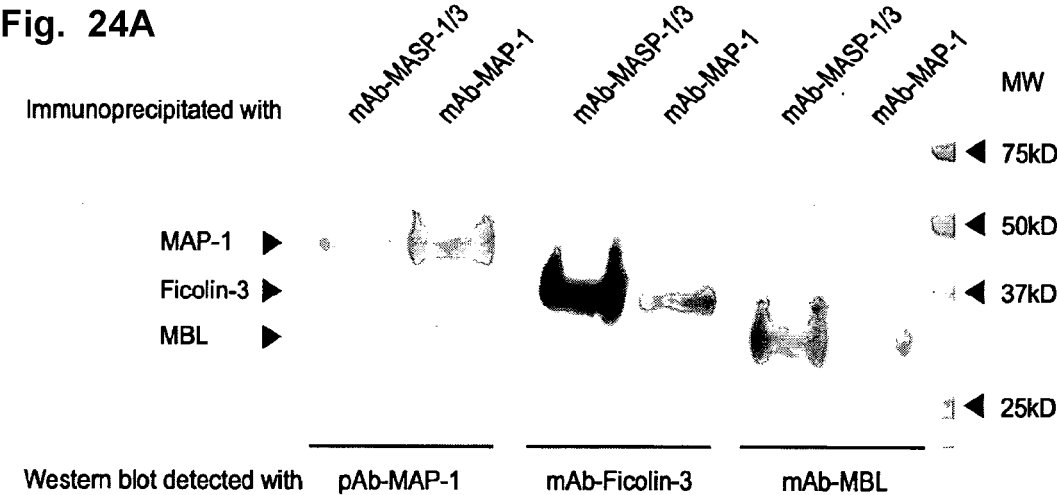 Fig. 24A
Immunoprecipitated with
mAb-MASP-1/3
mAb-MAP-1
mAb-MASP-1/3
mAb-MAP-1
mAb-MASP-1/3
mAb-MAP-1
MW
75kD
MAP-1
50kD
Ficolin-3
37kD
MBL
25kD
Western blot detected with
pAb-MAP-1
mAb-Ficolin-3
mAb-MBL